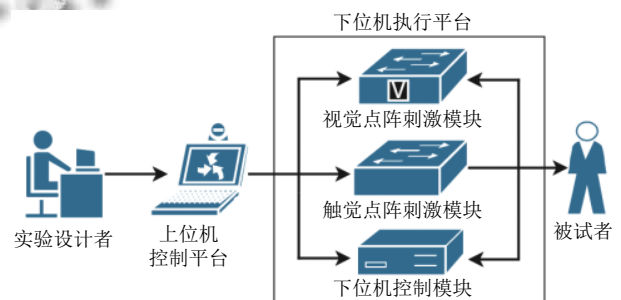 下位机执行平台
V
视觉点阵刺激模块
触觉点阵刺激模块
实验设计者
上位机
控制平台
被试者
下位机控制模块